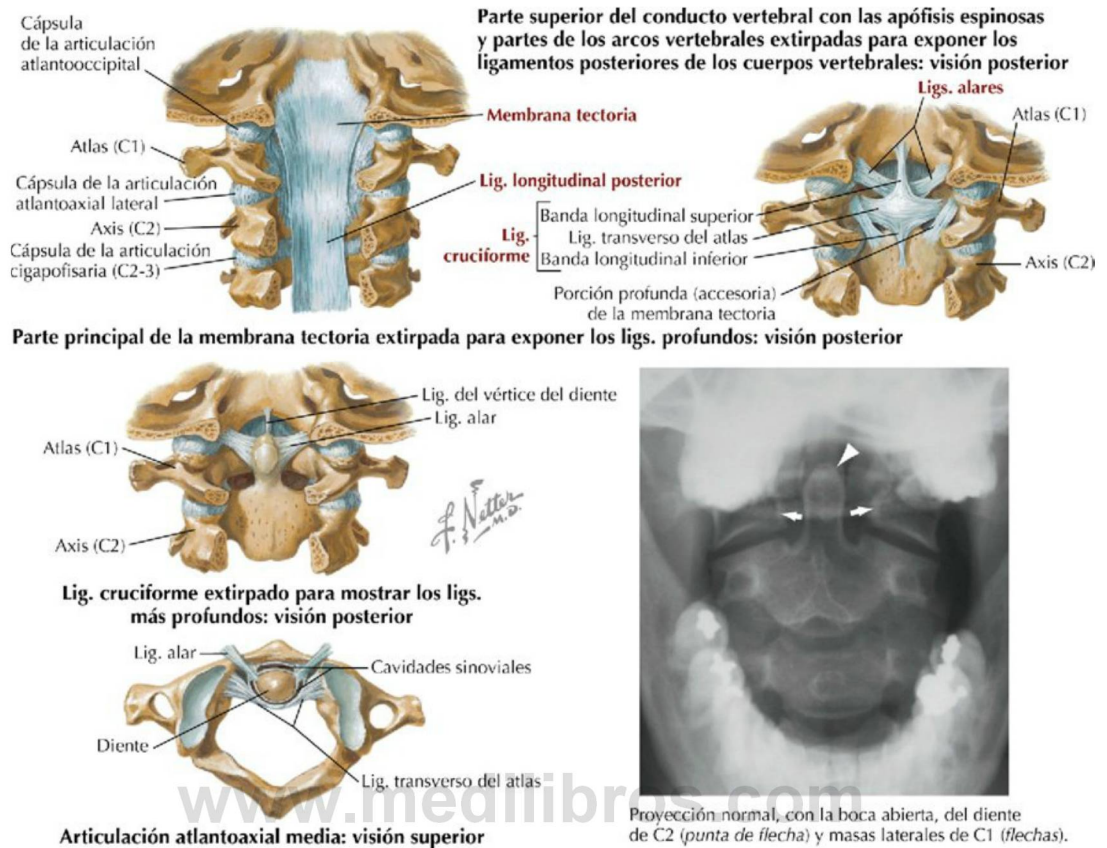 Cápsula
de la articulación
atlantooccipital
Atlas (C1)
Cápsula de la articulación
atlantoaxial lateral
Axis (C2)
Cápsula de la articulación
cigapofisaria (C2-3)
Membrana tectoria
Lig. longitudinal posterior
Parte superior del conducto vertebral con las apófisis espinosas
y partes de los arcos vertebrales extirpadas para exponer los
ligamentos posteriores de los cuerpos vertebrales: visión posterior
Ligs. alares
Atlas (C1)
Banda longitudinal superior
Lig. transverso del atlas
Lig.
cruciforme
Banda longitudinal inferior
Axis (C2)
Porción profunda (accesoria)
de la membrana tectoria
Parte principal de la membrana tectoria extirpada para exponer los ligs. profundos: visión posterior
Lig. del vértice del diente
Lig. alar
Atlas (C1)
Axis (C2)
F. Netter
M.D.
Lig. cruciforme extirpado para mostrar los ligs.
más profundos: visión posterior
Lig. alar
Cavidades sinoviales
Diente
Lig. transverso del atlas
www.medilibros.com
Articulación atlantoaxial media: visión superior
Proyección normal, con la boca abierta, del diente
de C2 (punta de flecha) y masas laterales de C1 (flechas).